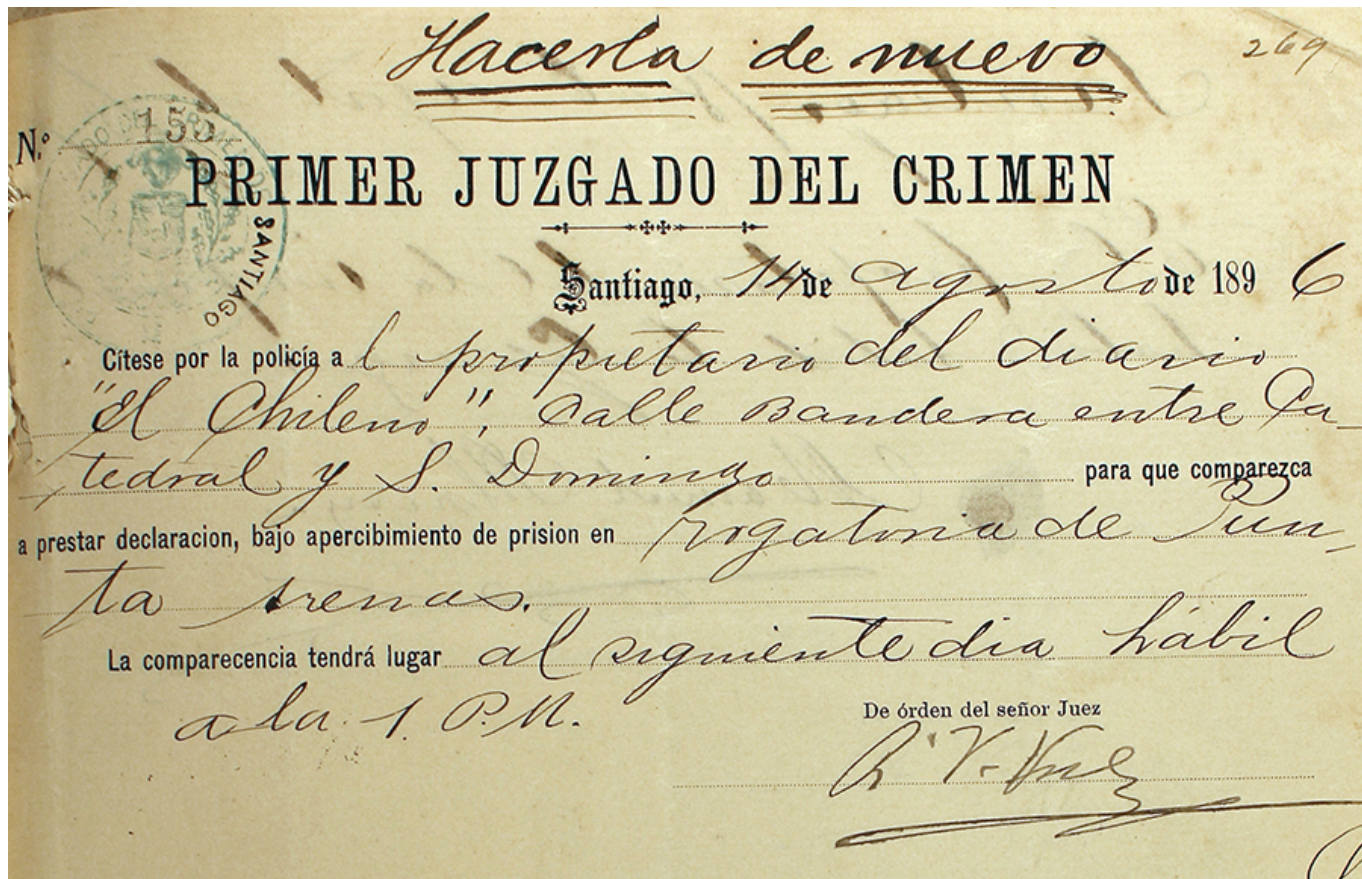 Hacerla de nuevo
269
N.º 155
PRIMER JUZGADO DEL CRIMEN
SANTIAGO
Santiago, 14 de agosto de 1896
Cítese por la policía a l propietario del diario
"El Chileno", Calle Bandera entre Ca-
tedral y S. Domingo para que comparezca
a prestar declaracion, bajo apercibimiento de prision en rogatoria de Pun-
ta Arenas.
La comparecencia tendrá lugar al siguiente dia hábil
a la 1. P.M.
De órden del señor Juez